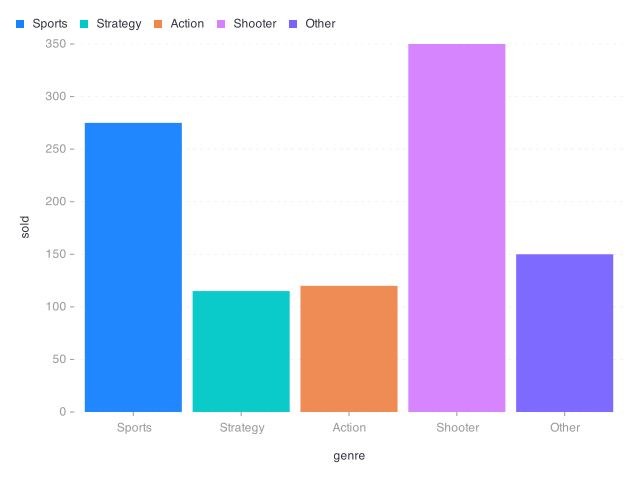 Sports Strategy Action Shooter Other
350
300
250
200
150
100
50
0
sold
Sports Strategy Action Shooter Other
genre